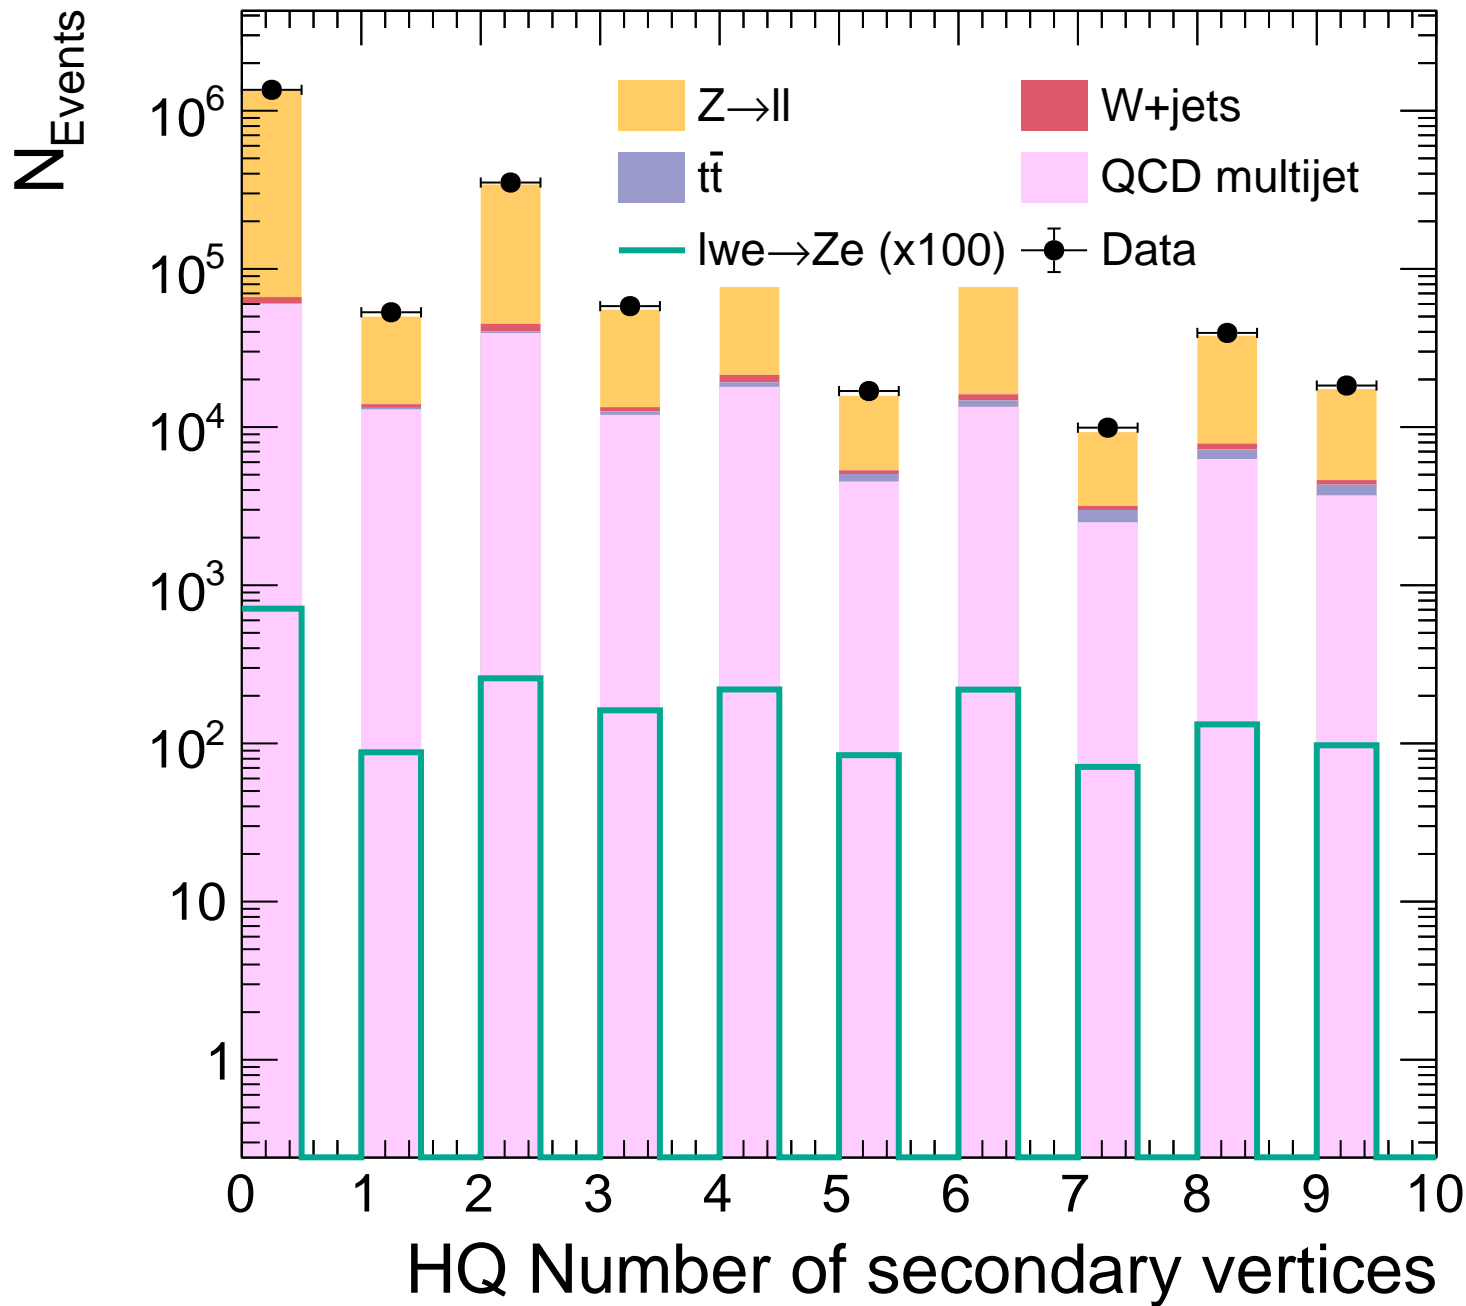 N_Events
10^6
10^5
10^4
10^3
10^2
10
1
Z→ll
W+jets
tt̄
QCD multijet
lwe→Ze (x100)
Data
0 1 2 3 4 5 6 7 8 9 10
HQ Number of secondary vertices